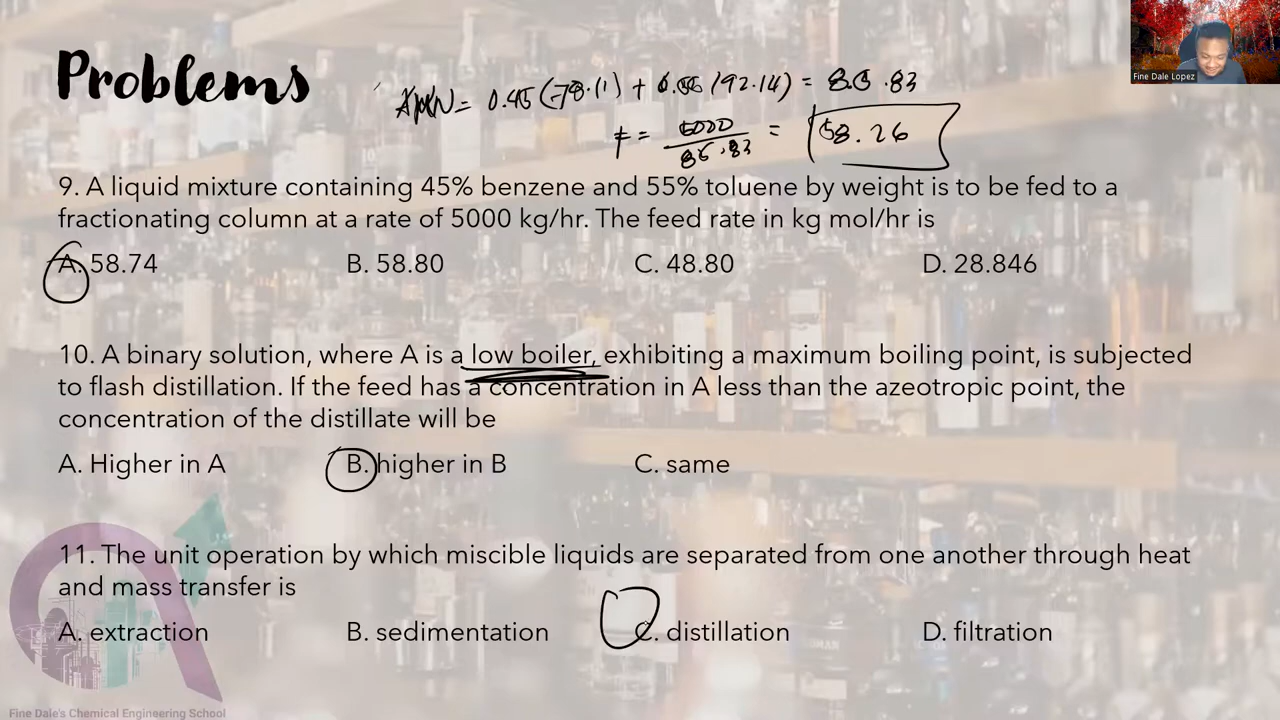 Problems
Fine Dale Lopez
= 0.45(78.11) + 0.55(92.14) = 85.83
F = 5000 / 85.83 = 58.26
9. A liquid mixture containing 45% benzene and 55% toluene by weight is to be fed to a
fractionating column at a rate of 5000 kg/hr. The feed rate in kg mol/hr is
A. 58.74 B. 58.80 C. 48.80 D. 28.846
10. A binary solution, where A is a low boiler, exhibiting a maximum boiling point, is subjected
to flash distillation. If the feed has a concentration in A less than the azeotropic point, the
concentration of the distillate will be
A. Higher in A B. higher in B C. same
11. The unit operation by which miscible liquids are separated from one another through heat
and mass transfer is
A. extraction B. sedimentation C. distillation D. filtration
Fine Dale's Chemical Engineering School